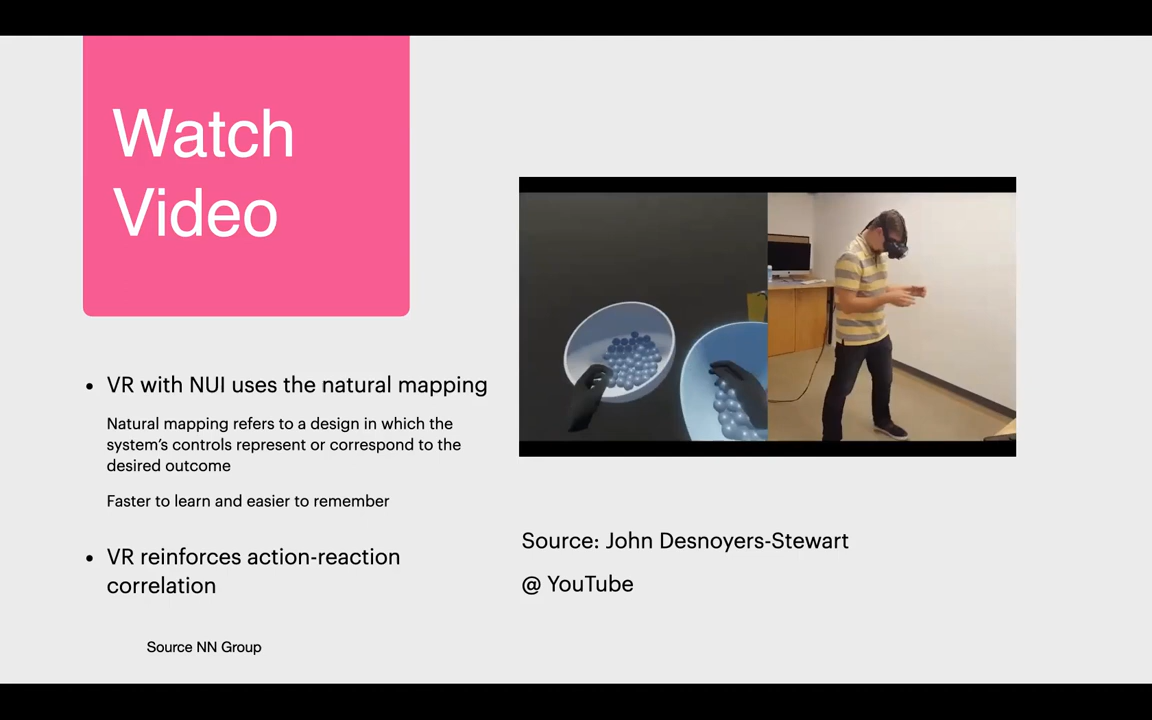 Watch
Video
• VR with NUI uses the natural mapping
Natural mapping refers to a design in which the
system’s controls represent or correspond to the
desired outcome
Faster to learn and easier to remember
• VR reinforces action-reaction
correlation
Source NN Group
Source: John Desnoyers-Stewart
@ YouTube